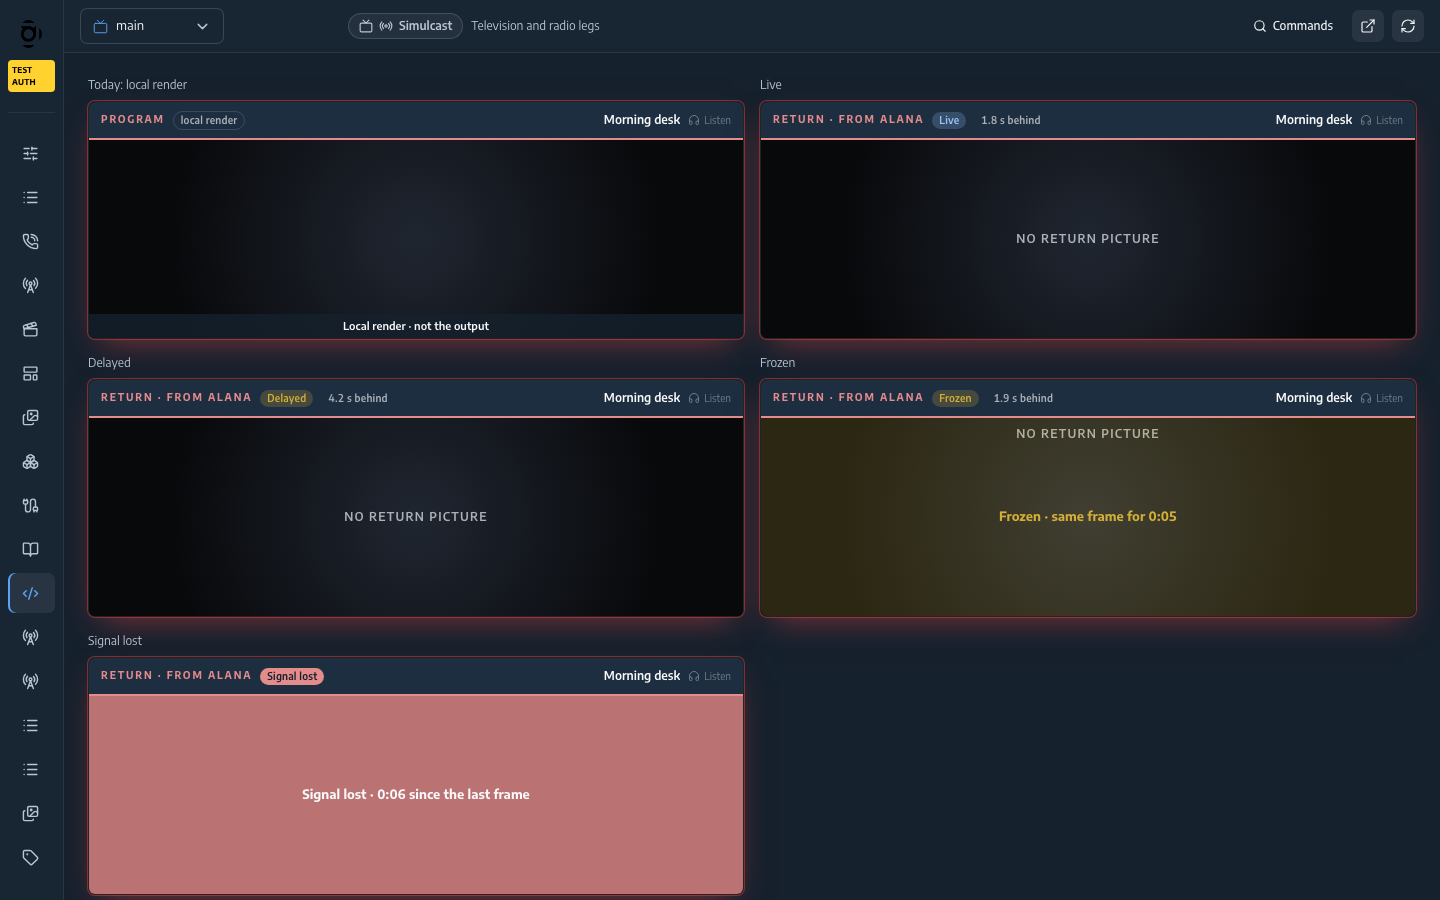 TEST
AUTH
main
Simulcast
Television and radio legs
Commands
Today: local render
PROGRAM
local render
Morning desk
Listen
Local render · not the output
Live
RETURN · FROM ALANA
Live
1.8 s behind
Morning desk
Listen
NO RETURN PICTURE
Delayed
RETURN · FROM ALANA
Delayed
4.2 s behind
Morning desk
Listen
NO RETURN PICTURE
Frozen
RETURN · FROM ALANA
Frozen
1.9 s behind
Morning desk
Listen
NO RETURN PICTURE
Frozen · same frame for 0:05
Signal lost
RETURN · FROM ALANA
Signal lost
Morning desk
Listen
Signal lost · 0:06 since the last frame